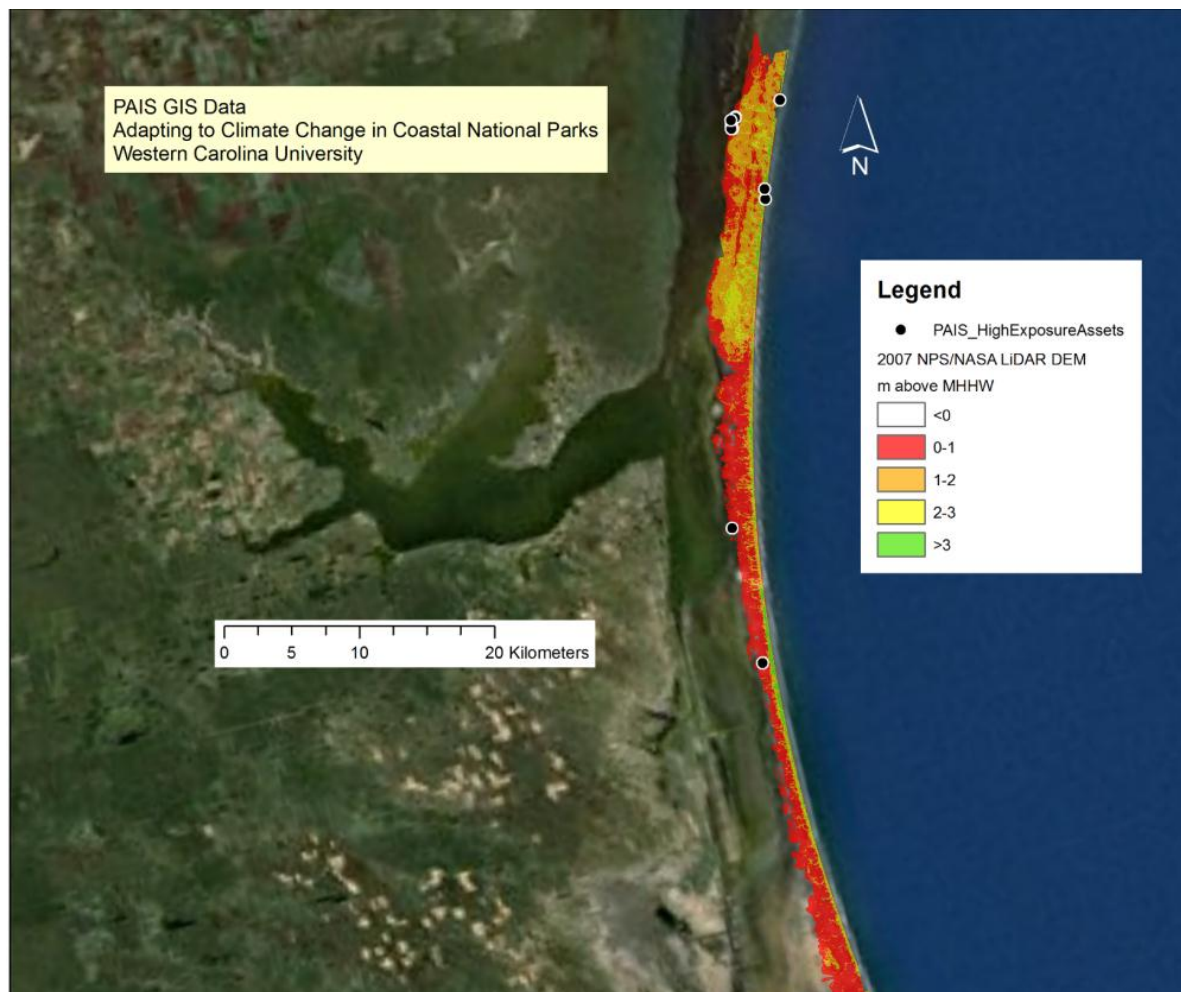 PAIS GIS Data
Adapting to Climate Change in Coastal National Parks
Western Carolina University
N
Legend
PAIS_HighExposureAssets
2007 NPS/NASA LiDAR DEM
m above MHHW
<0
0-1
1-2
2-3
>3
0 5 10 20 Kilometers